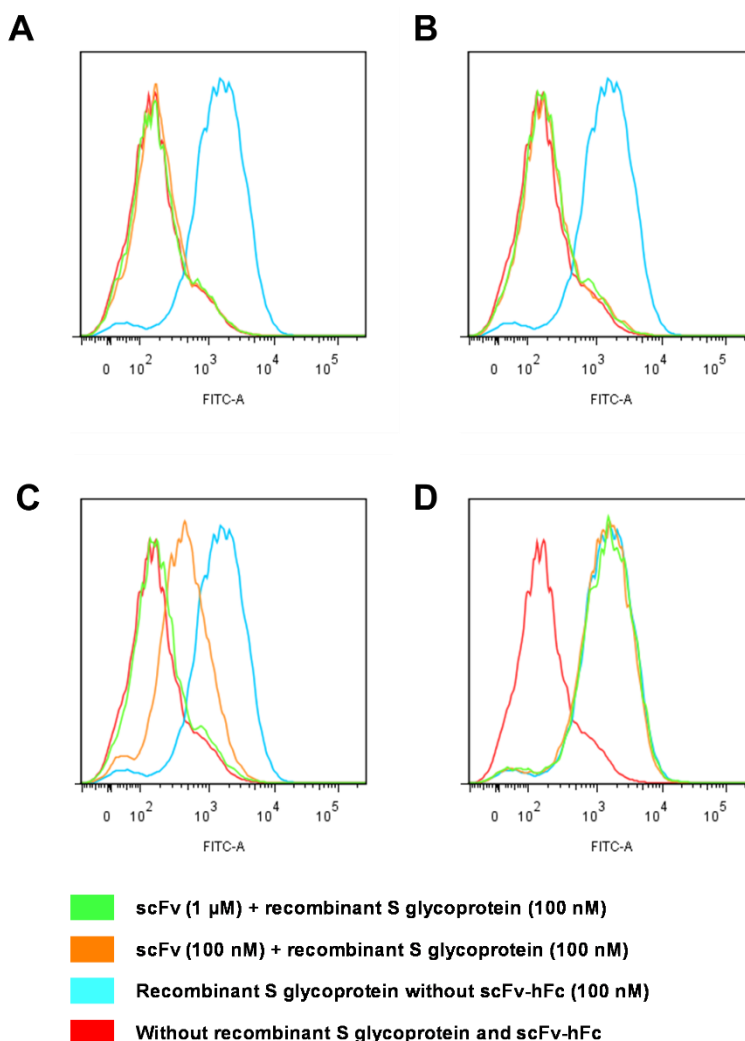 A
B
0 10² 10³ 10⁴ 10⁵
FITC-A
0 10² 10³ 10⁴ 10⁵
FITC-A
C
D
0 10² 10³ 10⁴ 10⁵
FITC-A
0 10² 10³ 10⁴ 10⁵
FITC-A
scFv (1 µM) + recombinant S glycoprotein (100 nM)
scFv (100 nM) + recombinant S glycoprotein (100 nM)
Recombinant S glycoprotein without scFv-hFc (100 nM)
Without recombinant S glycoprotein and scFv-hFc